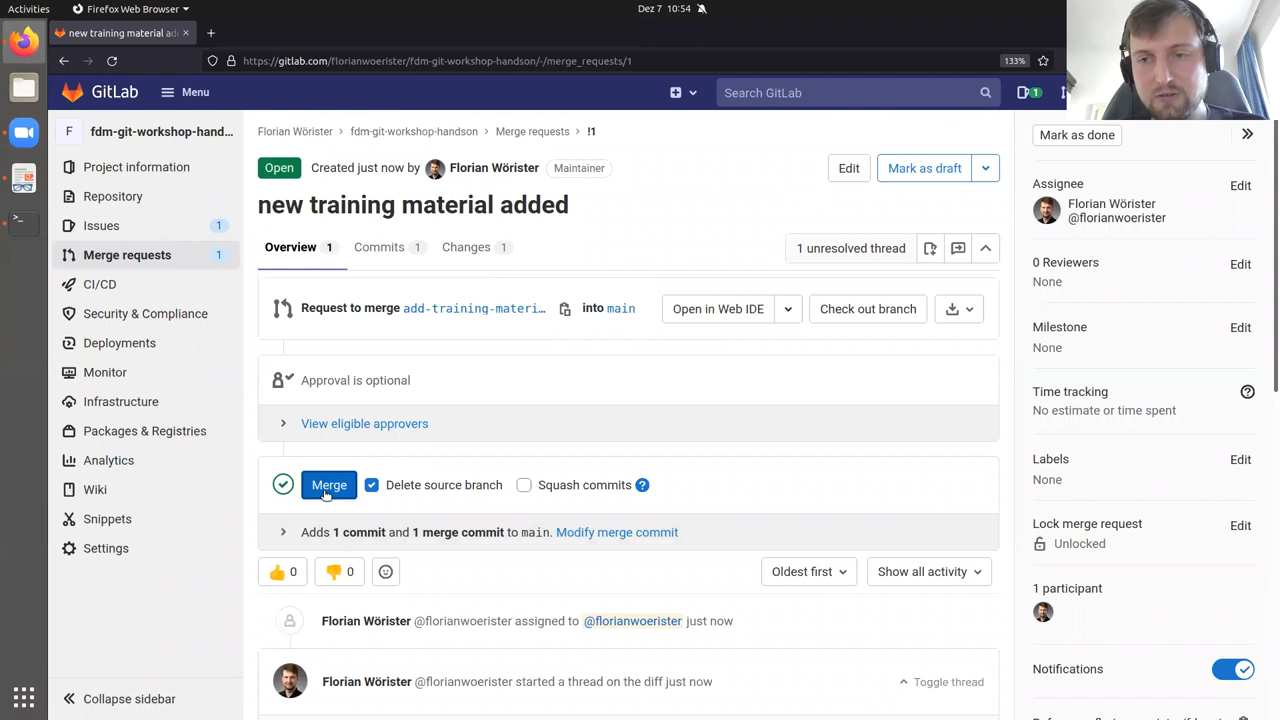 Activities
Firefox Web Browser
Dez 7 10:54
new training material ad
https://gitlab.com/florianwoerister/fdm-git-workshop-handson/-/merge_requests/1
133%
GitLab
Menu
Search GitLab
1
F
fdm-git-workshop-hand...
Project information
Repository
Issues
1
Merge requests
1
CI/CD
Security & Compliance
Deployments
Monitor
Infrastructure
Packages & Registries
Analytics
Wiki
Snippets
Settings
Collapse sidebar
Florian Wörister
fdm-git-workshop-handson
Merge requests
!1
Open
Created just now by
Florian Wörister
Maintainer
Edit
Mark as draft
new training material added
Overview 1
Commits 1
Changes 1
1 unresolved thread
Request to merge add-training-materi... into main
Open in Web IDE
Check out branch
Approval is optional
View eligible approvers
Merge
Delete source branch
Squash commits
?
Adds 1 commit and 1 merge commit to main. Modify merge commit
0
0
Oldest first
Show all activity
Florian Wörister @florianwoerister assigned to @florianwoerister just now
Florian Wörister @florianwoerister started a thread on the diff just now
Toggle thread
Mark as done
Assignee
Edit
Florian Wörister
@florianwoerister
0 Reviewers
Edit
None
Milestone
Edit
None
Time tracking
?
No estimate or time spent
Labels
Edit
None
Lock merge request
Edit
Unlocked
1 participant
Notifications